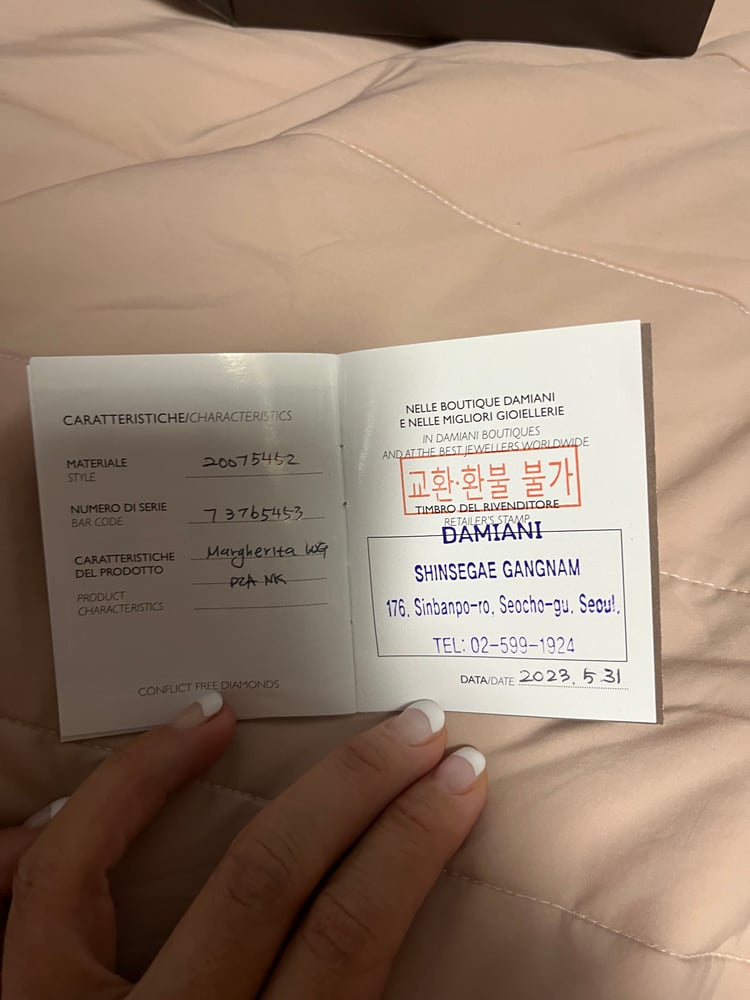 CARATTERISTICHE/CHARACTERISTICS
MATERIALE 20075452
STYLE
NUMERO DI SERIE 73765453
BAR CODE
CARATTERISTICHE Margherita WG
DEL PRODOTTO PZA NK
PRODUCT
CHARACTERISTICS
CONFLICT FREE DIAMONDS
NELLE BOUTIQUE DAMIANI
E NELLE MIGLIORI GIOIELLERIE
IN DAMIANI BOUTIQUES
AND AT THE BEST JEWELLERS WORLDWIDE
교환·환불 불가
TIMBRO DEL RIVENDITORE
RETAILER'S STAMP
DAMIANI
SHINSEGAE GANGNAM
176, Sinbanpo-ro, Seocho-gu, Seoul,
TEL: 02-599-1924
DATA/DATE 2023. 5. 31